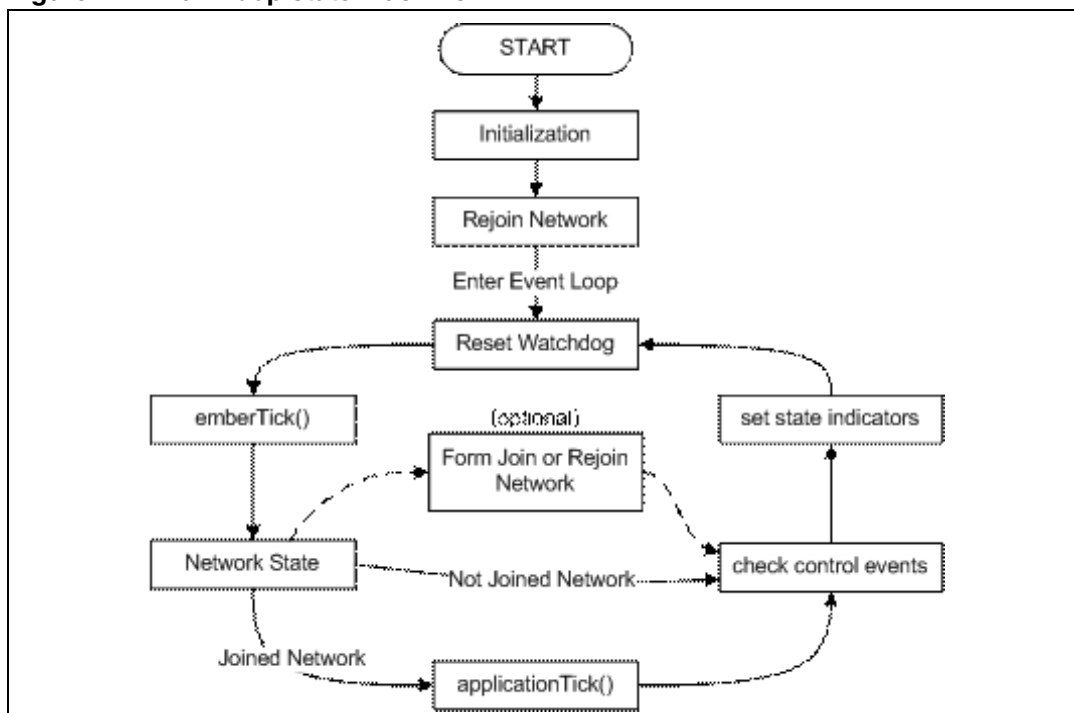 START
Initialization
Rejoin Network
Enter Event Loop
Reset Watchdog
emberTick()
(optional)
set state indicators
Form Join or Rejoin
Network
Network State
Not Joined Network
check control events
Joined Network
applicationTick()